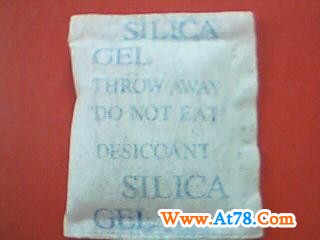 SILICA
GEL
THROW AWAY
"DO NOT EAT"
DESICCANT
SILICA
GEL
Www.At78.Com